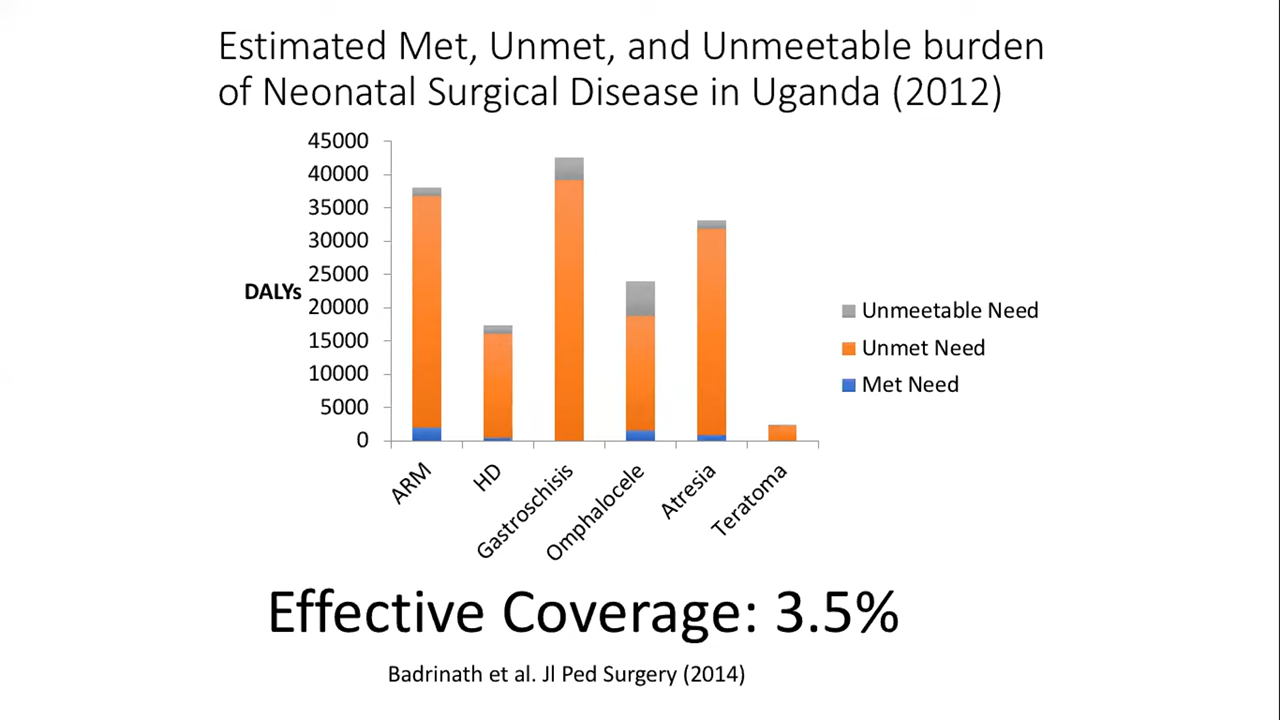 Estimated Met, Unmet, and Unmeetable burden
of Neonatal Surgical Disease in Uganda (2012)
45000
40000
35000
30000
25000
DALYs
20000
15000
10000
5000
0
ARM
HD
Gastroschisis
Omphalocele
Atresia
Teratoma
Unmeetable Need
Unmet Need
Met Need
Effective Coverage: 3.5%
Badrinath et al. Jl Ped Surgery (2014)